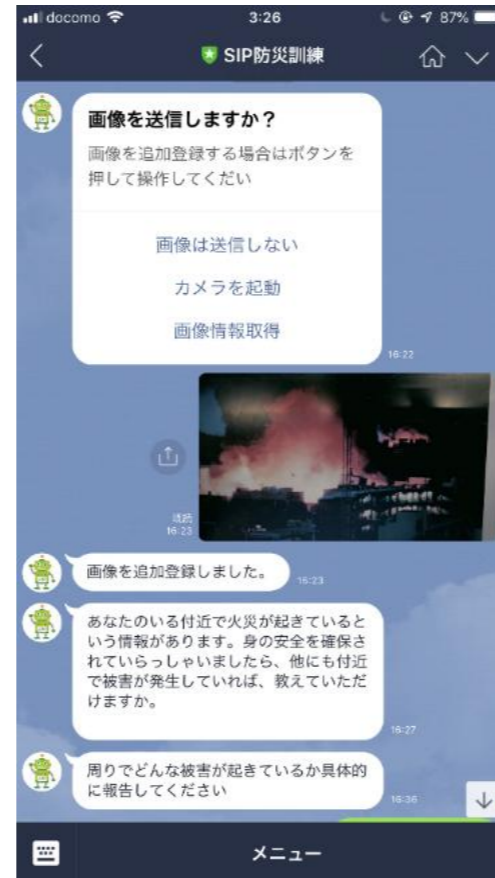 docomo 3:26 87%
SIP防災訓練
画像を送信しますか？
画像を追加登録する場合はボタンを
押して操作してくだい
画像は送信しない
カメラを起動
画像情報取得
16:22
既読
16:23
画像を追加登録しました。
16:23
あなたのいる付近で火災が起きていると
いう情報があります。身の安全を確保さ
れていらっしゃいましたら、他にも付近
で被害が発生していれば、教えていただ
けますか。
16:27
周りでどんな被害が起きているか具体的
に報告してください
16:36
メニュー